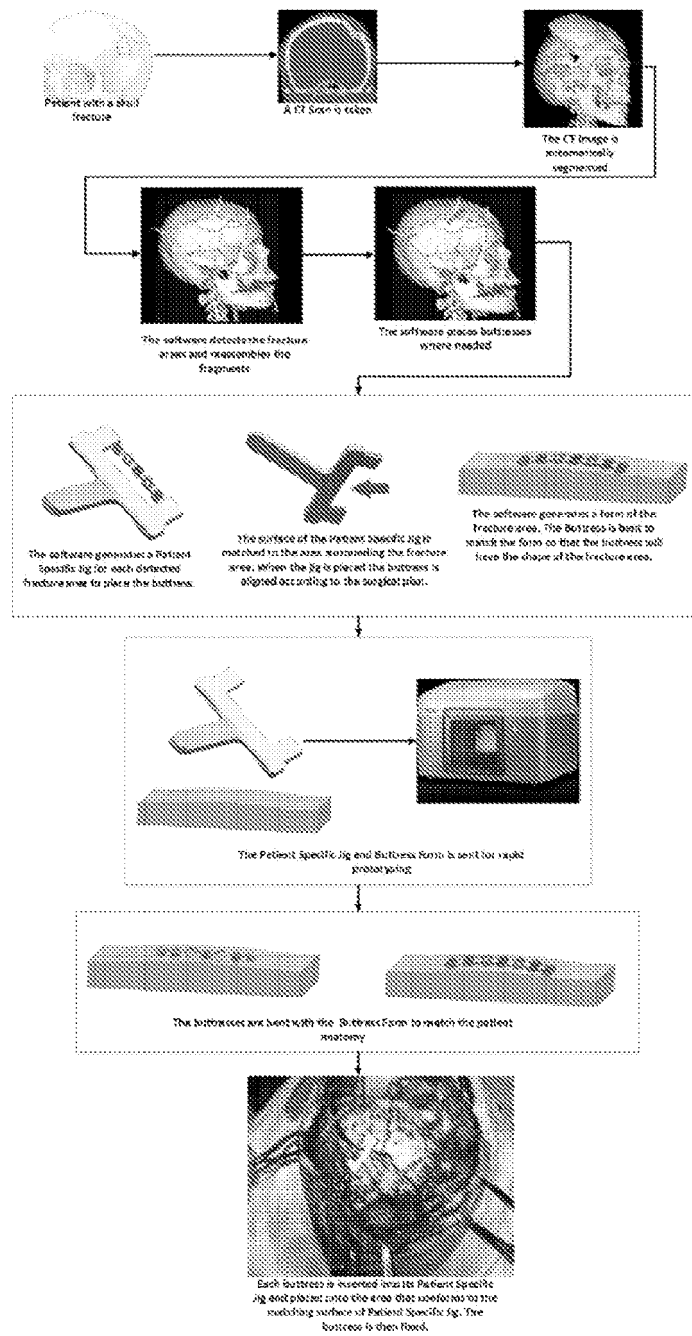 Patient with a skull
fracture
A CT Scan is taken
The CT image is
automatically
segmented
The software detects the fracture
areas and reassembles the
fragments
The software places buttresses
where needed
The software generates a Patient
Specific Jig for each detected
fracture area to place the buttress.
The surface of the Patient Specific Jig is
matched to the area surrounding the fracture
area. When the jig is placed the buttress is
aligned according to the surgical plan.
The software generates a form of the
fracture area. The Buttress is bent to
match the form so that the buttress will
have the shape of the fracture area.
The Patient Specific Jig and Buttress Form is sent for rapid
prototyping
The buttresses are bent with the Buttress Form to match the patient
anatomy
Each buttress is inserted into its Patient Specific
Jig and placed onto the area that conforms to the
matching surface of Patient Specific Jig. The
buttress is then fixed.